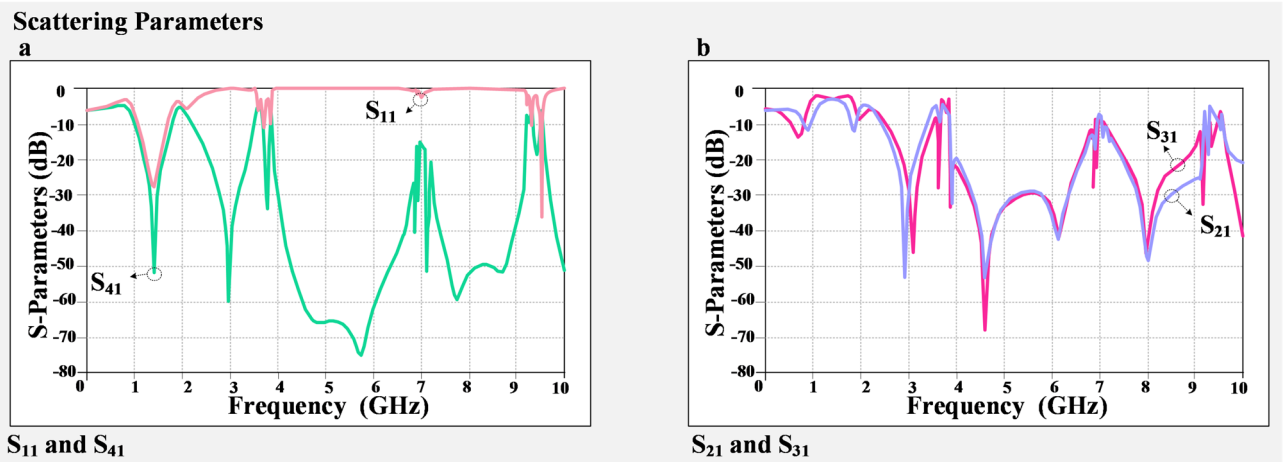 Scattering Parameters
a
S-Parameters (dB)
0
-10
-20
-30
-40
-50
-60
-70
-80
S₁₁
S₄₁
0 1 2 3 4 5 6 7 8 9 10
Frequency (GHz)
S₁₁ and S₄₁
b
S-Parameters (dB)
0
-10
-20
-30
-40
-50
-60
-70
-80
S₃₁
S₂₁
0 1 2 3 4 5 6 7 8 9 10
Frequency (GHz)
S₂₁ and S₃₁